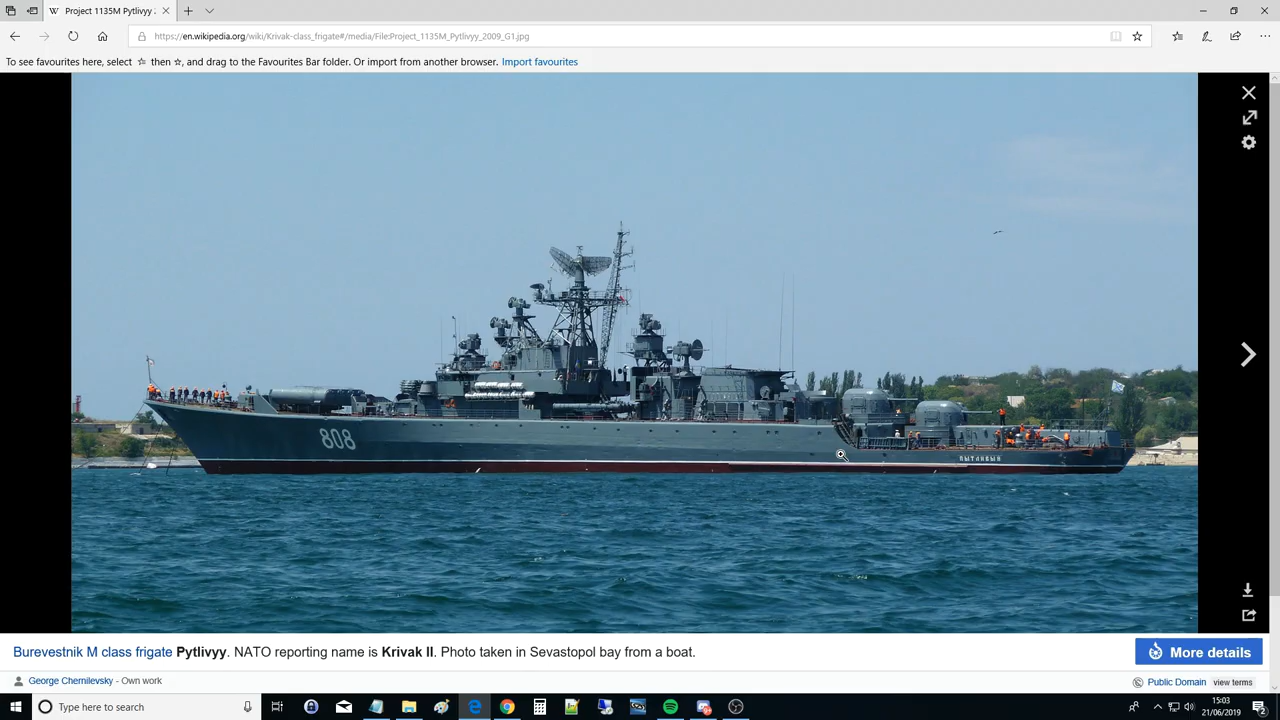 Project 1135M Pytlivyy
https://en.wikipedia.org/wiki/Krivak-class_frigate#/media/File:Project_1135M_Pytlivyy_2009_G1.jpg
To see favourites here, select ☆ then ☆, and drag to the Favourites Bar folder. Or import from another browser. Import favourites
808
ПЫТЛИВЫЙ
Burevestnik M class frigate Pytlivyy. NATO reporting name is Krivak II. Photo taken in Sevastopol bay from a boat.
More details
George Chernilevsky - Own work
Public Domain view terms
Type here to search
15:03
21/06/2019
2